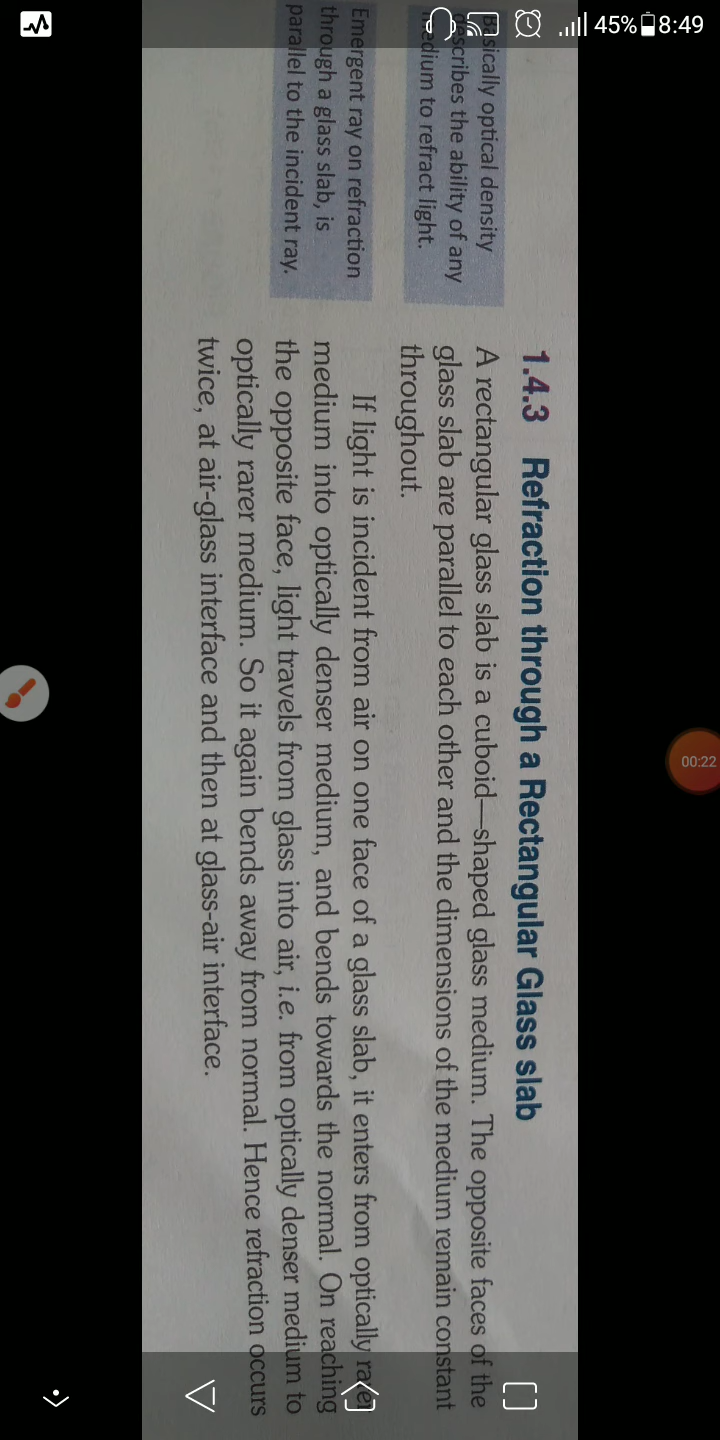 45% 8:49
00:22
Basically optical density
describes the ability of any
medium to refract light.
Emergent ray on refraction
through a glass slab, is
parallel to the incident ray.
1.4.3 Refraction through a Rectangular Glass slab
A rectangular glass slab is a cuboid—shaped glass medium. The opposite faces of the
glass slab are parallel to each other and the dimensions of the medium remain constant
throughout.
If light is incident from air on one face of a glass slab, it enters from optically rarer
medium into optically denser medium, and bends towards the normal. On reaching
the opposite face, light travels from glass into air, i.e. from optically denser medium to
optically rarer medium. So it again bends away from normal. Hence refraction occurs
twice, at air-glass interface and then at glass-air interface.